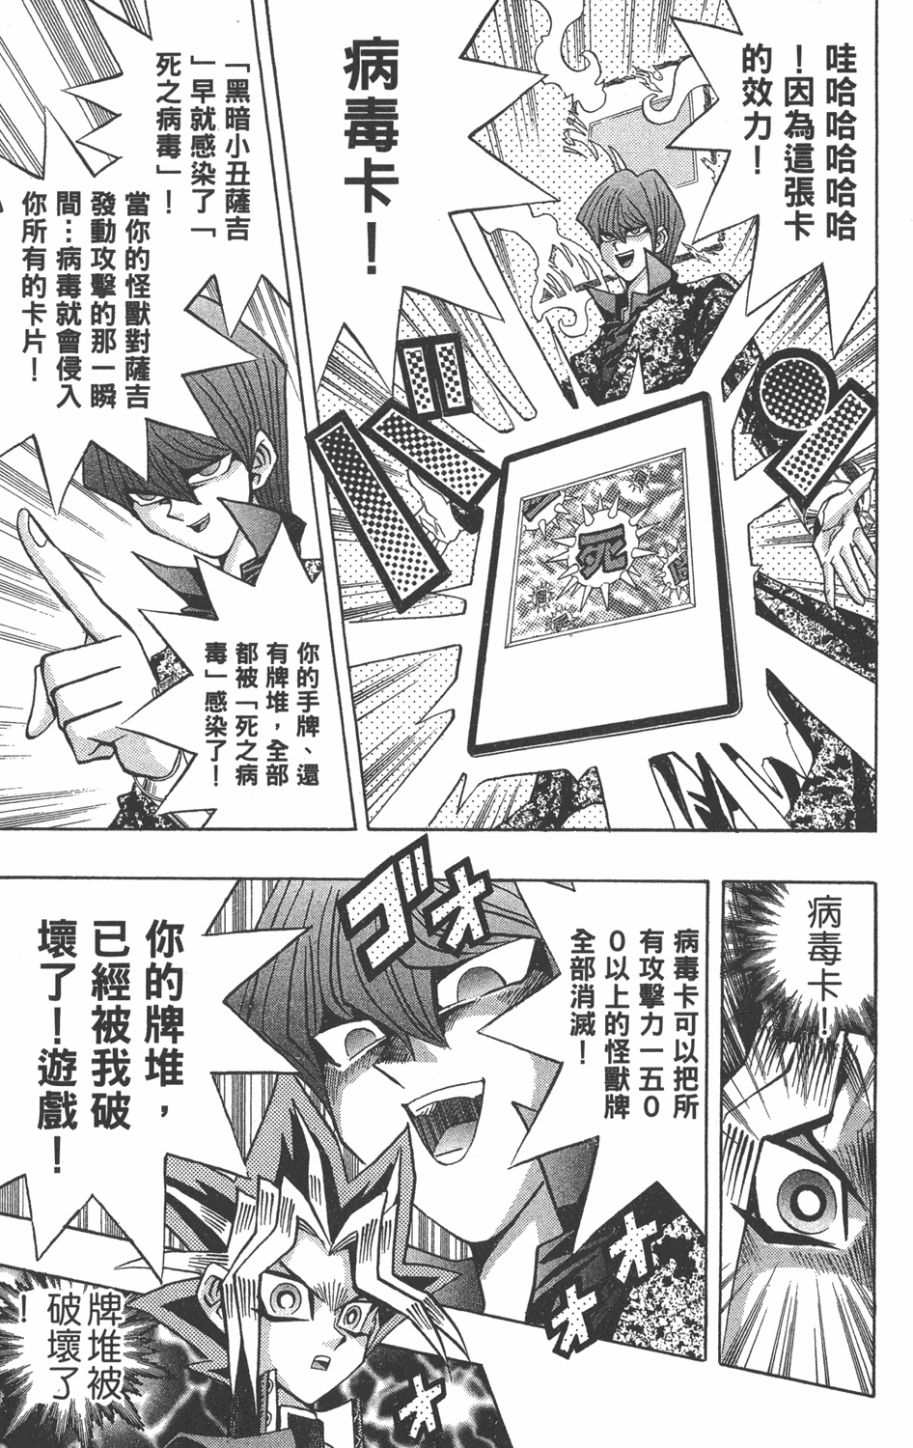 哇哈哈哈哈哈
！因為這張卡
的效力！
病毒卡！
死
「黑暗小丑薩吉
」早就感染了「
死之病毒」！
當你的怪獸對薩吉
發動攻擊的那一瞬
間…病毒就會侵入
你所有的卡片！
你的手牌、還
有牌堆，全部
都被「死之病
毒」感染了！
病毒卡！
病毒卡可以把所
有攻擊力一五０
０以上的怪獸牌
全部消滅！
ゴォ
ォォォ
你的牌堆，
已經被我破
壞了！遊戲！
牌堆被
破壞了
！